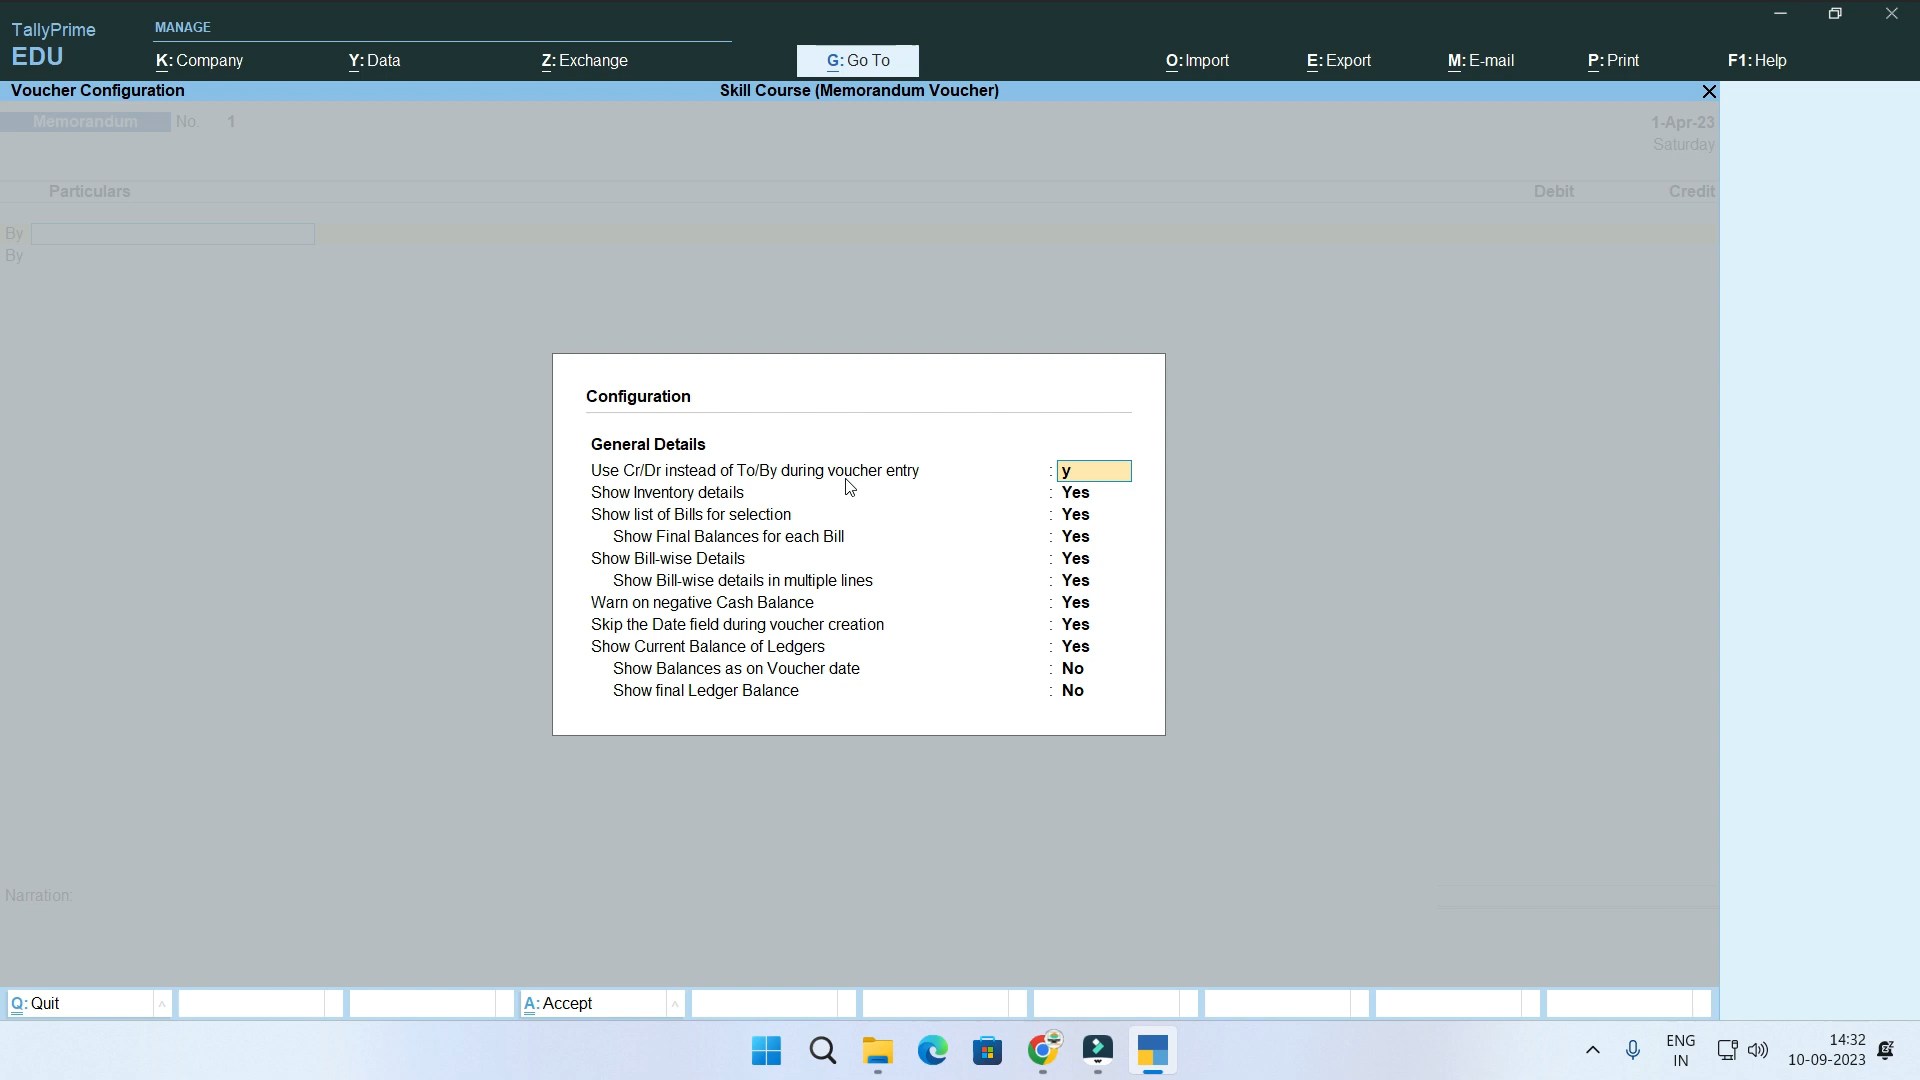 TallyPrime
EDU
MANAGE
K: Company
Y: Data
Z: Exchange
G: Go To
O: Import
E: Export
M: E-mail
P: Print
F1: Help
Voucher Configuration
Skill Course (Memorandum Voucher)
Memorandum No. 1
1-Apr-23
Saturday
Particulars
Debit
Credit
By
By
Configuration
General Details
Use Cr/Dr instead of To/By during voucher entry : y
Show Inventory details : Yes
Show list of Bills for selection : Yes
Show Final Balances for each Bill : Yes
Show Bill-wise Details : Yes
Show Bill-wise details in multiple lines : Yes
Warn on negative Cash Balance : Yes
Skip the Date field during voucher creation : Yes
Show Current Balance of Ledgers : Yes
Show Balances as on Voucher date : No
Show final Ledger Balance : No
Narration:
Q: Quit
A: Accept
ENG
IN
14:32
10-09-2023